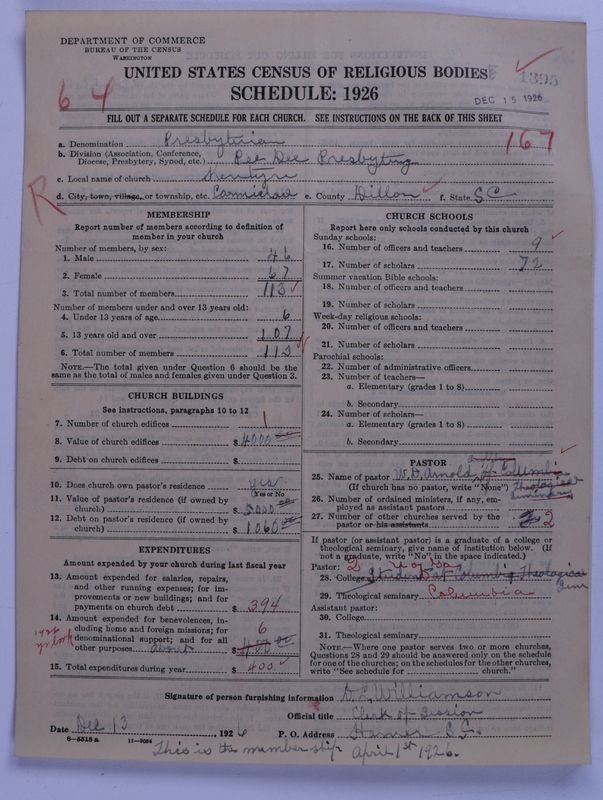 DEPARTMENT OF COMMERCE
BUREAU OF THE CENSUS
WASHINGTON
UNITED STATES CENSUS OF RELIGIOUS BODIES
1395
SCHEDULE: 1926
DEC 15 1926
64
FILL OUT A SEPARATE SCHEDULE FOR EACH CHURCH. SEE INSTRUCTIONS ON THE BACK OF THIS SHEET
167
a. Denomination Presbyterian
b. Division (Association, Conference, Diocese, Presbytery, Synod, etc.) Pee Dee Presbytery
c. Local name of church
R
d. City, town, village, or township, etc. Carmichael e. County Dillon f. State S C
MEMBERSHIP
Report number of members according to definition of member in your church
Number of members, by sex:
1. Male 46
2. Female 67
3. Total number of members 113
Number of members under and over 13 years old:
4. Under 13 years of age 6
5. 13 years old and over 107
6. Total number of members 113
NOTE.—The total given under Question 6 should be the same as the total of males and females given under Question 3.
CHURCH BUILDINGS
See instructions, paragraphs 10 to 12
7. Number of church edifices 1
8. Value of church edifices $ 4000
9. Debt on church edifices $
10. Does church own pastor's residence yes
Yes or No
11. Value of pastor's residence (if owned by church) $ 5000
12. Debt on pastor's residence (if owned by church) $ 1060
EXPENDITURES
Amount expended by your church during last fiscal year
13. Amount expended for salaries, repairs, and other running expenses; for improvements or new buildings; and for payments on church debt $ 394
14. Amount expended for benevolences, including home and foreign missions; for denominational support; and for all other purposes about $ 400 6
1926
15. Total expenditures during year $ 400
CHURCH SCHOOLS
Report here only schools conducted by this church
Sunday schools:
16. Number of officers and teachers 9
17. Number of scholars 72
Summer vacation Bible schools:
18. Number of officers and teachers
19. Number of scholars
Week-day religious schools:
20. Number of officers and teachers
21. Number of scholars
Parochial schools:
22. Number of administrative officers
23. Number of teachers—
a. Elementary (grades 1 to 8)
b. Secondary
24. Number of scholars—
a. Elementary (grades 1 to 8)
b. Secondary
PASTOR
25. Name of pastor W. D. Arnold, Columbia Theological Seminary
(If church has no pastor, write "None")
26. Number of ordained ministers, if any, employed as assistant pastors
27. Number of other churches served by the pastor or his assistants 2
If pastor (or assistant pastor) is a graduate of a college or theological seminary, give name of institution below. (If not a graduate, write "No" in the space indicated.)
Pastor:
28. College Student at Columbia Theological Sem
29. Theological seminary Columbia
Assistant pastor:
30. College
31. Theological seminary
NOTE.—Where one pastor serves two or more churches, Questions 28 and 29 should be answered only on the schedule for one of the churches; on the schedules for the other churches, write "See schedule for ........ church."
Signature of person furnishing information D. E. Williamson
Official title Clerk of Session
Date Dec 13, 1926 P. O. Address Hamer S.C.
6—5318a 11—9054
This is the membership April 1st 1926.